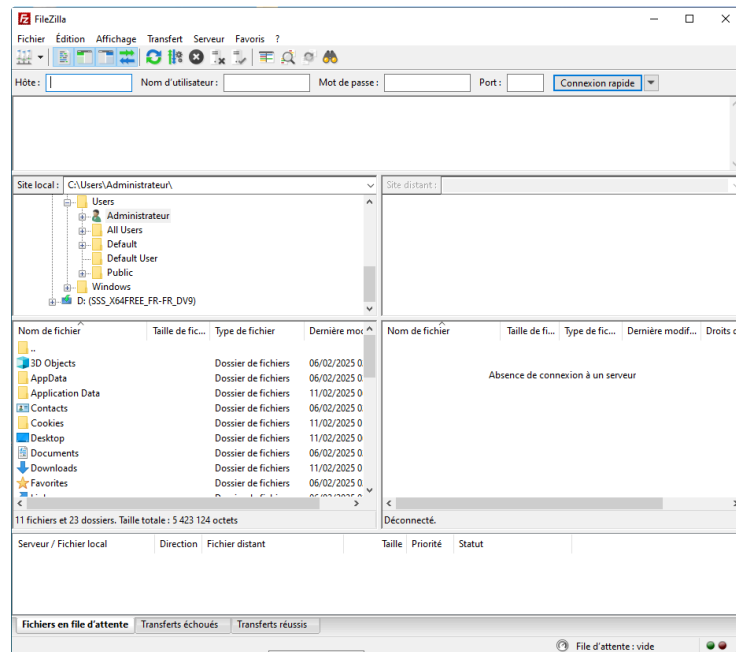 FileZilla
Fichier Édition Affichage Transfert Serveur Favoris ?
Hôte : Nom d'utilisateur : Mot de passe : Port : Connexion rapide
Site local : C:\Users\Administrateur\ Site distant :
Users
Administrateur
All Users
Default
Default User
Public
Windows
D: (SSS_X64FREE_FR-FR_DV9)
Nom de fichier Taille de fic... Type de fichier Dernière Nom de fichier Taille de fi... Type de fic... Dernière modif... Droits
..
3D Objects Dossier de fichiers 06/02/2025
AppData Dossier de fichiers 06/02/2025
Application Data Dossier de fichiers 11/02/2025
Contacts Dossier de fichiers 06/02/2025
Cookies Dossier de fichiers 11/02/2025
Desktop Dossier de fichiers 11/02/2025
Documents Dossier de fichiers 06/02/2025
Downloads Dossier de fichiers 11/02/2025
Favorites Dossier de fichiers 06/02/2025
Absence de connexion à un serveur
11 fichiers et 23 dossiers. Taille totale : 5 423 124 octets Déconnecté.
Serveur / Fichier local Direction Fichier distant Taille Priorité Statut
Fichiers en file d'attente Transferts échoués Transferts réussis
File d'attente : vide